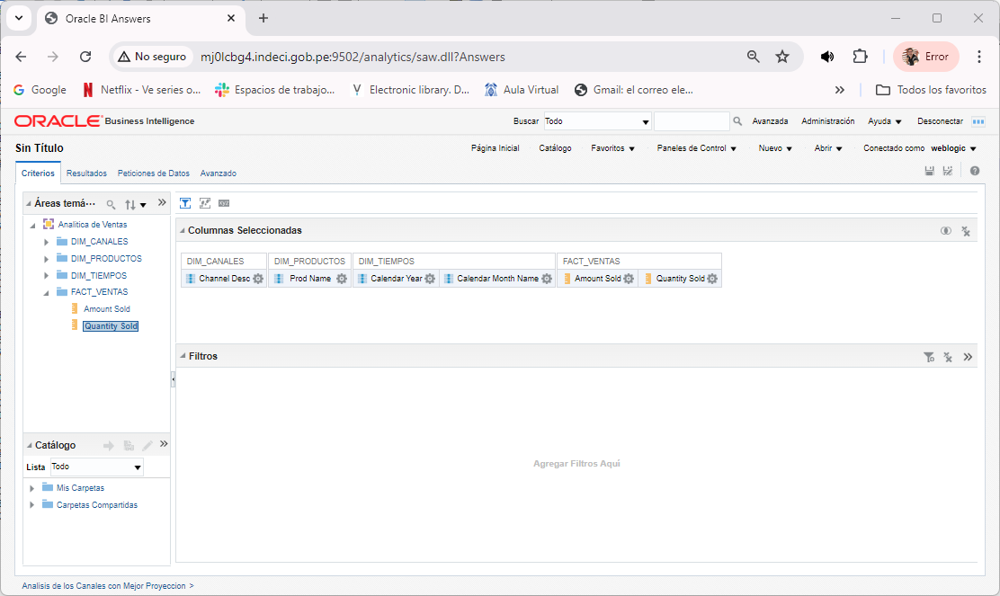 Oracle BI Answers
No seguro
mj0lcbg4.indeci.gob.pe:9502/analytics/saw.dll?Answers
Error
Google
Netflix - Ve series o...
Espacios de trabajo...
Electronic library. D...
Aula Virtual
Gmail: el correo ele...
Todos los favoritos
ORACLE Business Intelligence
Buscar Todo Avanzada Administración Ayuda Desconectar
Sin Título
Página Inicial Catálogo Favoritos Paneles de Control Nuevo Abrir Conectado como weblogic
Criterios Resultados Peticiones de Datos Avanzado
Áreas temá···
Analitica de Ventas
DIM_CANALES
DIM_PRODUCTOS
DIM_TIEMPOS
FACT_VENTAS
Amount Sold
Quantity Sold
Catálogo
Lista Todo
Mis Carpetas
Carpetas Compartidas
Columnas Seleccionadas
DIM_CANALES DIM_PRODUCTOS DIM_TIEMPOS FACT_VENTAS
Channel Desc Prod Name Calendar Year Calendar Month Name Amount Sold Quantity Sold
Filtros
Agregar Filtros Aquí
Analisis de los Canales con Mejor Proyeccion >